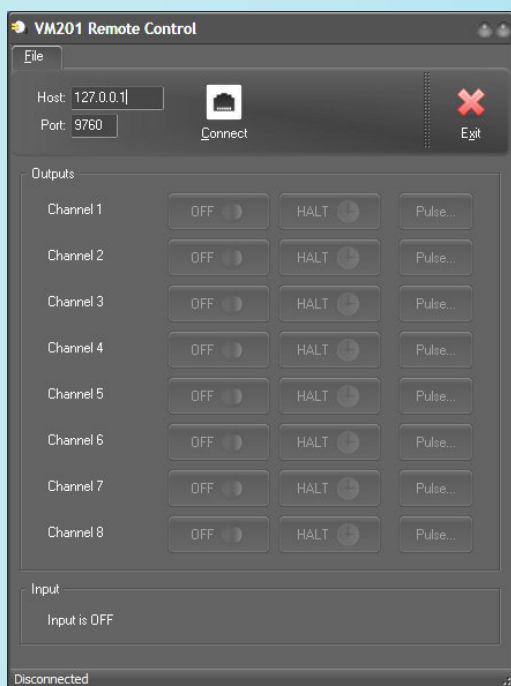 VM201 Remote Control
File
Host: 127.0.0.1
Port: 9760
Connect
Exit
Outputs
Channel 1 OFF HALT Pulse...
Channel 2 OFF HALT Pulse...
Channel 3 OFF HALT Pulse...
Channel 4 OFF HALT Pulse...
Channel 5 OFF HALT Pulse...
Channel 6 OFF HALT Pulse...
Channel 7 OFF HALT Pulse...
Channel 8 OFF HALT Pulse...
Input
Input is OFF
Disconnected